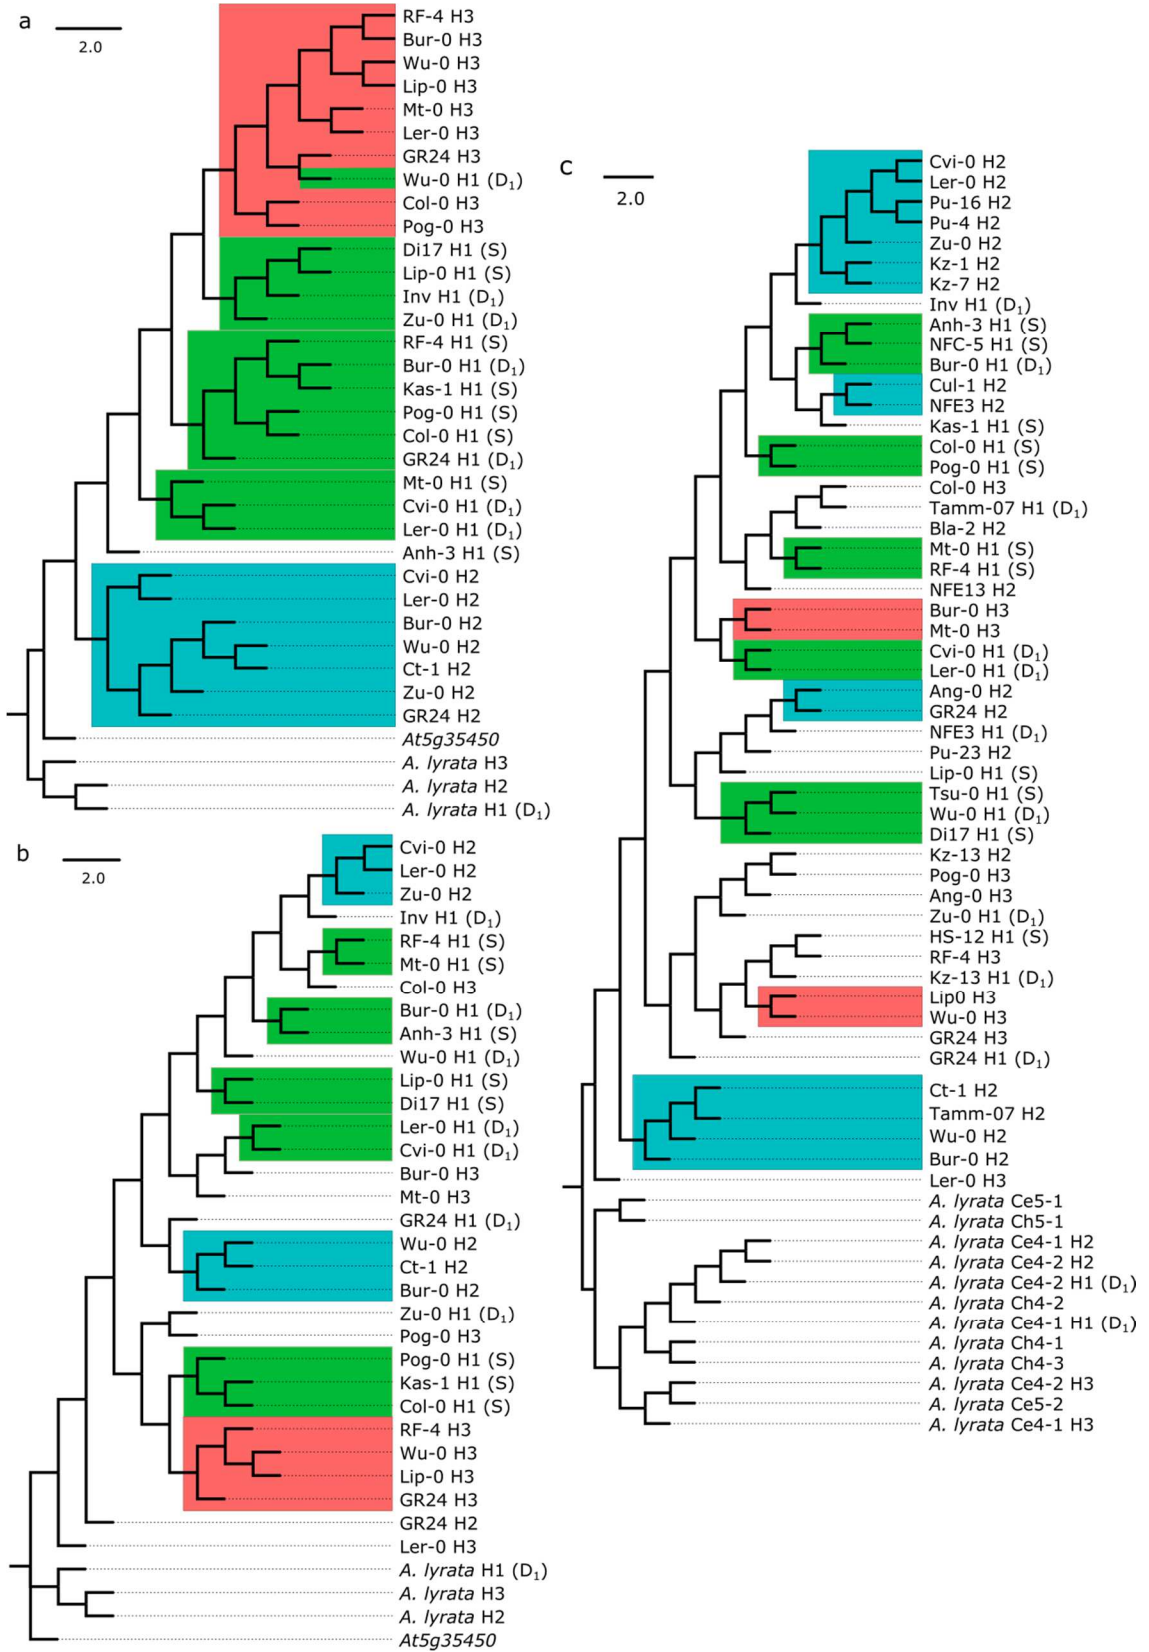 a
2.0
RF-4 H3
Bur-0 H3
Wu-0 H3
Lip-0 H3
Mt-0 H3
Ler-0 H3
GR24 H3
Wu-0 H1 (D₁)
Col-0 H3
Pog-0 H3
Di17 H1 (S)
Lip-0 H1 (S)
Inv H1 (D₁)
Zu-0 H1 (D₁)
RF-4 H1 (S)
Bur-0 H1 (D₁)
Kas-1 H1 (S)
Pog-0 H1 (S)
Col-0 H1 (S)
GR24 H1 (D₁)
Mt-0 H1 (S)
Cvi-0 H1 (D₁)
Ler-0 H1 (D₁)
Anh-3 H1 (S)
Cvi-0 H2
Ler-0 H2
Bur-0 H2
Wu-0 H2
Ct-1 H2
Zu-0 H2
GR24 H2
At5g35450
A. lyrata H3
A. lyrata H2
A. lyrata H1 (D₁)
b
2.0
Cvi-0 H2
Ler-0 H2
Zu-0 H2
Inv H1 (D₁)
RF-4 H1 (S)
Mt-0 H1 (S)
Col-0 H3
Bur-0 H1 (D₁)
Anh-3 H1 (S)
Wu-0 H1 (D₁)
Lip-0 H1 (S)
Di17 H1 (S)
Ler-0 H1 (D₁)
Cvi-0 H1 (D₁)
Bur-0 H3
Mt-0 H3
GR24 H1 (D₁)
Wu-0 H2
Ct-1 H2
Bur-0 H2
Zu-0 H1 (D₁)
Pog-0 H3
Pog-0 H1 (S)
Kas-1 H1 (S)
Col-0 H1 (S)
RF-4 H3
Wu-0 H3
Lip-0 H3
GR24 H3
GR24 H2
Ler-0 H3
A. lyrata H1 (D₁)
A. lyrata H3
A. lyrata H2
At5g35450
c
2.0
Cvi-0 H2
Ler-0 H2
Pu-16 H2
Pu-4 H2
Zu-0 H2
Kz-1 H2
Kz-7 H2
Inv H1 (D₁)
Anh-3 H1 (S)
NFC-5 H1 (S)
Bur-0 H1 (D₁)
Cul-1 H2
NFE3 H2
Kas-1 H1 (S)
Col-0 H1 (S)
Pog-0 H1 (S)
Col-0 H3
Tamm-07 H1 (D₁)
Bla-2 H2
Mt-0 H1 (S)
RF-4 H1 (S)
NFE13 H2
Bur-0 H3
Mt-0 H3
Cvi-0 H1 (D₁)
Ler-0 H1 (D₁)
Ang-0 H2
GR24 H2
NFE3 H1 (D₁)
Pu-23 H2
Lip-0 H1 (S)
Tsu-0 H1 (S)
Wu-0 H1 (D₁)
Di17 H1 (S)
Kz-13 H2
Pog-0 H3
Ang-0 H3
Zu-0 H1 (D₁)
HS-12 H1 (S)
RF-4 H3
Kz-13 H1 (D₁)
Lip0 H3
Wu-0 H3
GR24 H3
GR24 H1 (D₁)
Ct-1 H2
Tamm-07 H2
Wu-0 H2
Bur-0 H2
Ler-0 H3
A. lyrata Ce5-1
A. lyrata Ch5-1
A. lyrata Ce4-1 H2
A. lyrata Ce4-2 H2
A. lyrata Ce4-2 H1 (D₁)
A. lyrata Ch4-2
A. lyrata Ce4-1 H1 (D₁)
A. lyrata Ch4-1
A. lyrata Ch4-3
A. lyrata Ce4-2 H3
A. lyrata Ce5-2
A. lyrata Ce4-1 H3